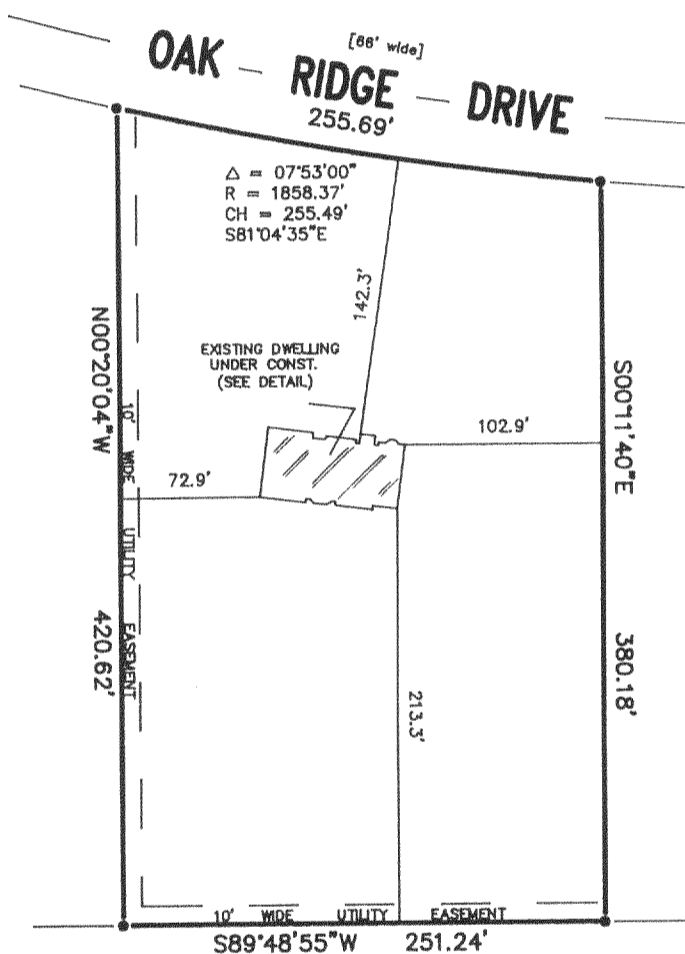 [66' wide]
OAK — RIDGE — DRIVE
255.69'
Δ = 07°53'00"
R = 1858.37'
CH = 255.49'
S81°04'35"E
142.3'
EXISTING DWELLING
UNDER CONST.
(SEE DETAIL)
N00°20'04"W 420.62'
10' WIDE UTILITY EASEMENT
72.9'
102.9'
S00°11'40"E 380.18'
213.3'
10' WIDE UTILITY EASEMENT
S89°48'55"W 251.24'